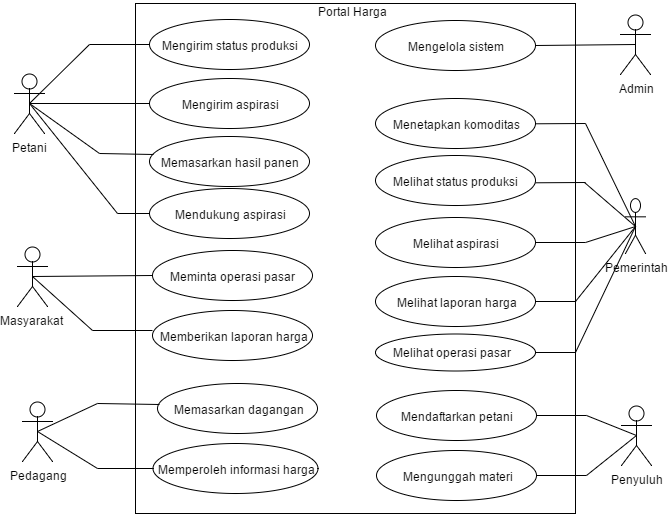 Portal Harga
Mengirim status produksi
Mengelola sistem
Admin
Mengirim aspirasi
Menetapkan komoditas
Petani
Memasarkan hasil panen
Melihat status produksi
Mendukung aspirasi
Melihat aspirasi
Pemerintah
Meminta operasi pasar
Melihat laporan harga
Masyarakat
Memberikan laporan harga
Melihat operasi pasar
Memasarkan dagangan
Mendaftarkan petani
Pedagang
Memperoleh informasi harga
Mengunggah materi
Penyuluh